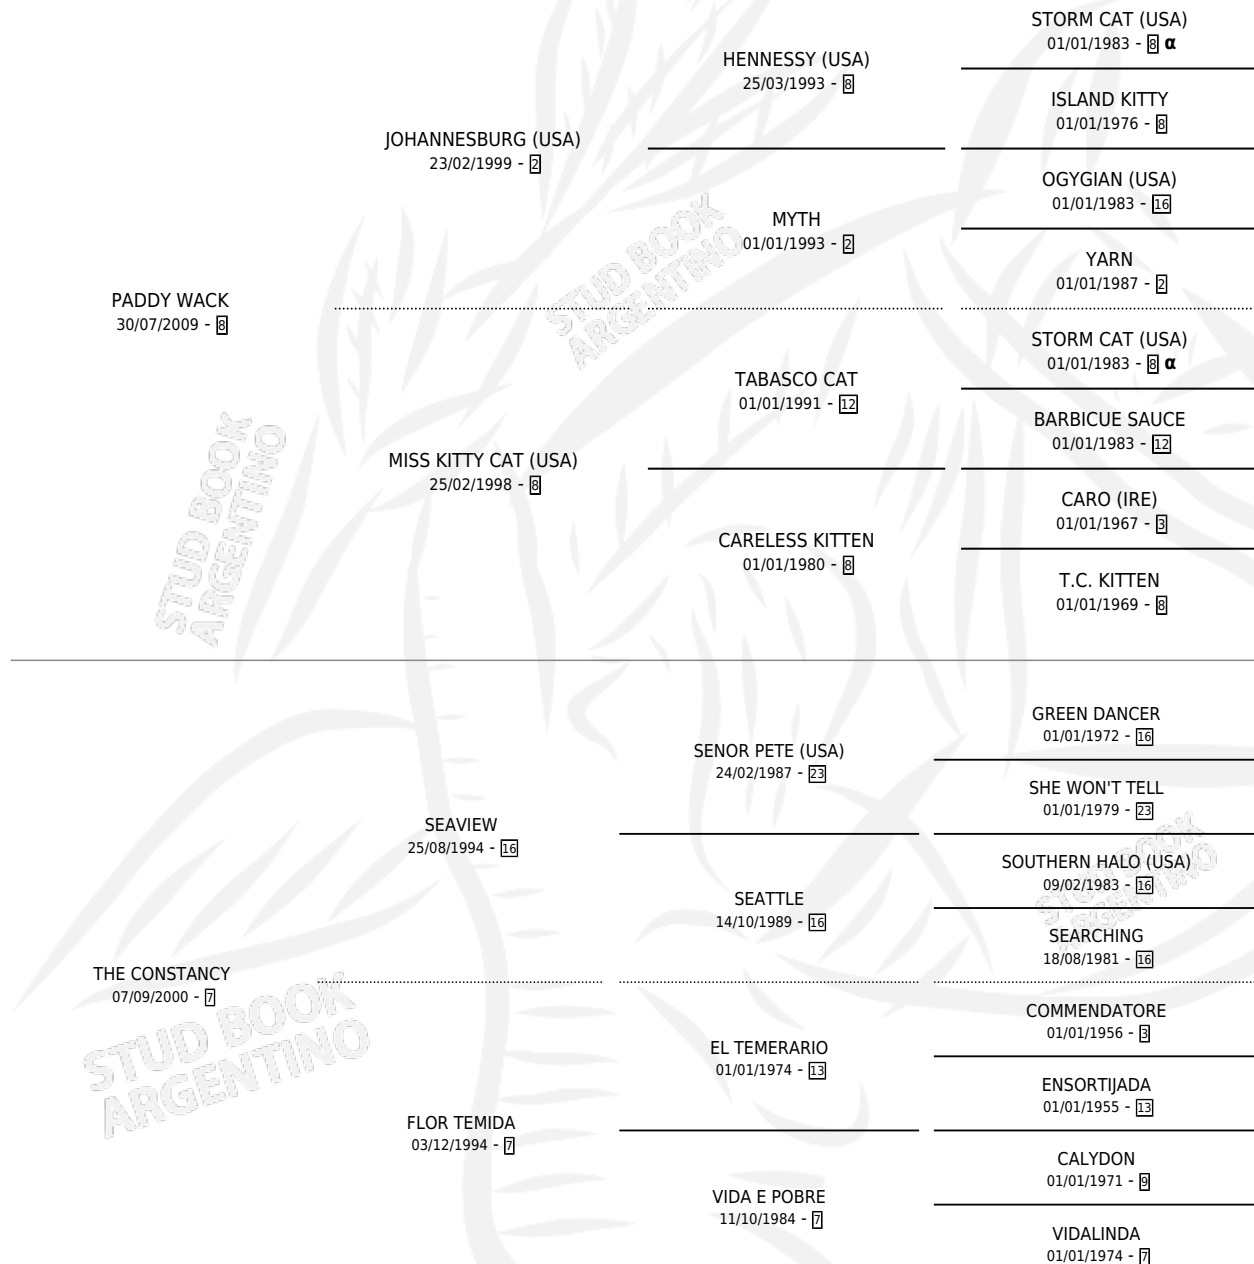 STORM CAT (USA)
01/01/1983 - 8 α
HENNESSY (USA)
25/03/1993 - 8
ISLAND KITTY
01/01/1976 - 8
JOHANNESBURG (USA)
23/02/1999 - 2
OGYGIAN (USA)
01/01/1983 - 16
MYTH
01/01/1993 - 2
YARN
01/01/1987 - 2
PADDY WACK
30/07/2009 - 8
STORM CAT (USA)
01/01/1983 - 8 α
TABASCO CAT
01/01/1991 - 12
BARBICUE SAUCE
01/01/1983 - 12
MISS KITTY CAT (USA)
25/02/1998 - 8
CARO (IRE)
01/01/1967 - 3
CARELESS KITTEN
01/01/1980 - 8
T.C. KITTEN
01/01/1969 - 8
GREEN DANCER
01/01/1972 - 16
SENOR PETE (USA)
24/02/1987 - 23
SHE WON'T TELL
01/01/1979 - 23
SEAVIEW
25/08/1994 - 16
SOUTHERN HALO (USA)
09/02/1983 - 16
SEATTLE
14/10/1989 - 16
SEARCHING
18/08/1981 - 16
THE CONSTANCY
07/09/2000 - 7
COMMENDATORE
01/01/1956 - 3
EL TEMERARIO
01/01/1974 - 13
ENSORTIJADA
01/01/1955 - 13
FLOR TEMIDA
03/12/1994 - 7
CALYDON
01/01/1971 - 9
VIDA E POBRE
11/10/1984 - 7
VIDALINDA
01/01/1974 - 7
STUD BOOK
ARGENTINO
STUD BOOK
ARGENTINO
STUD BOOK
ARGENTINO
STUD BOOK
ARGENTINO